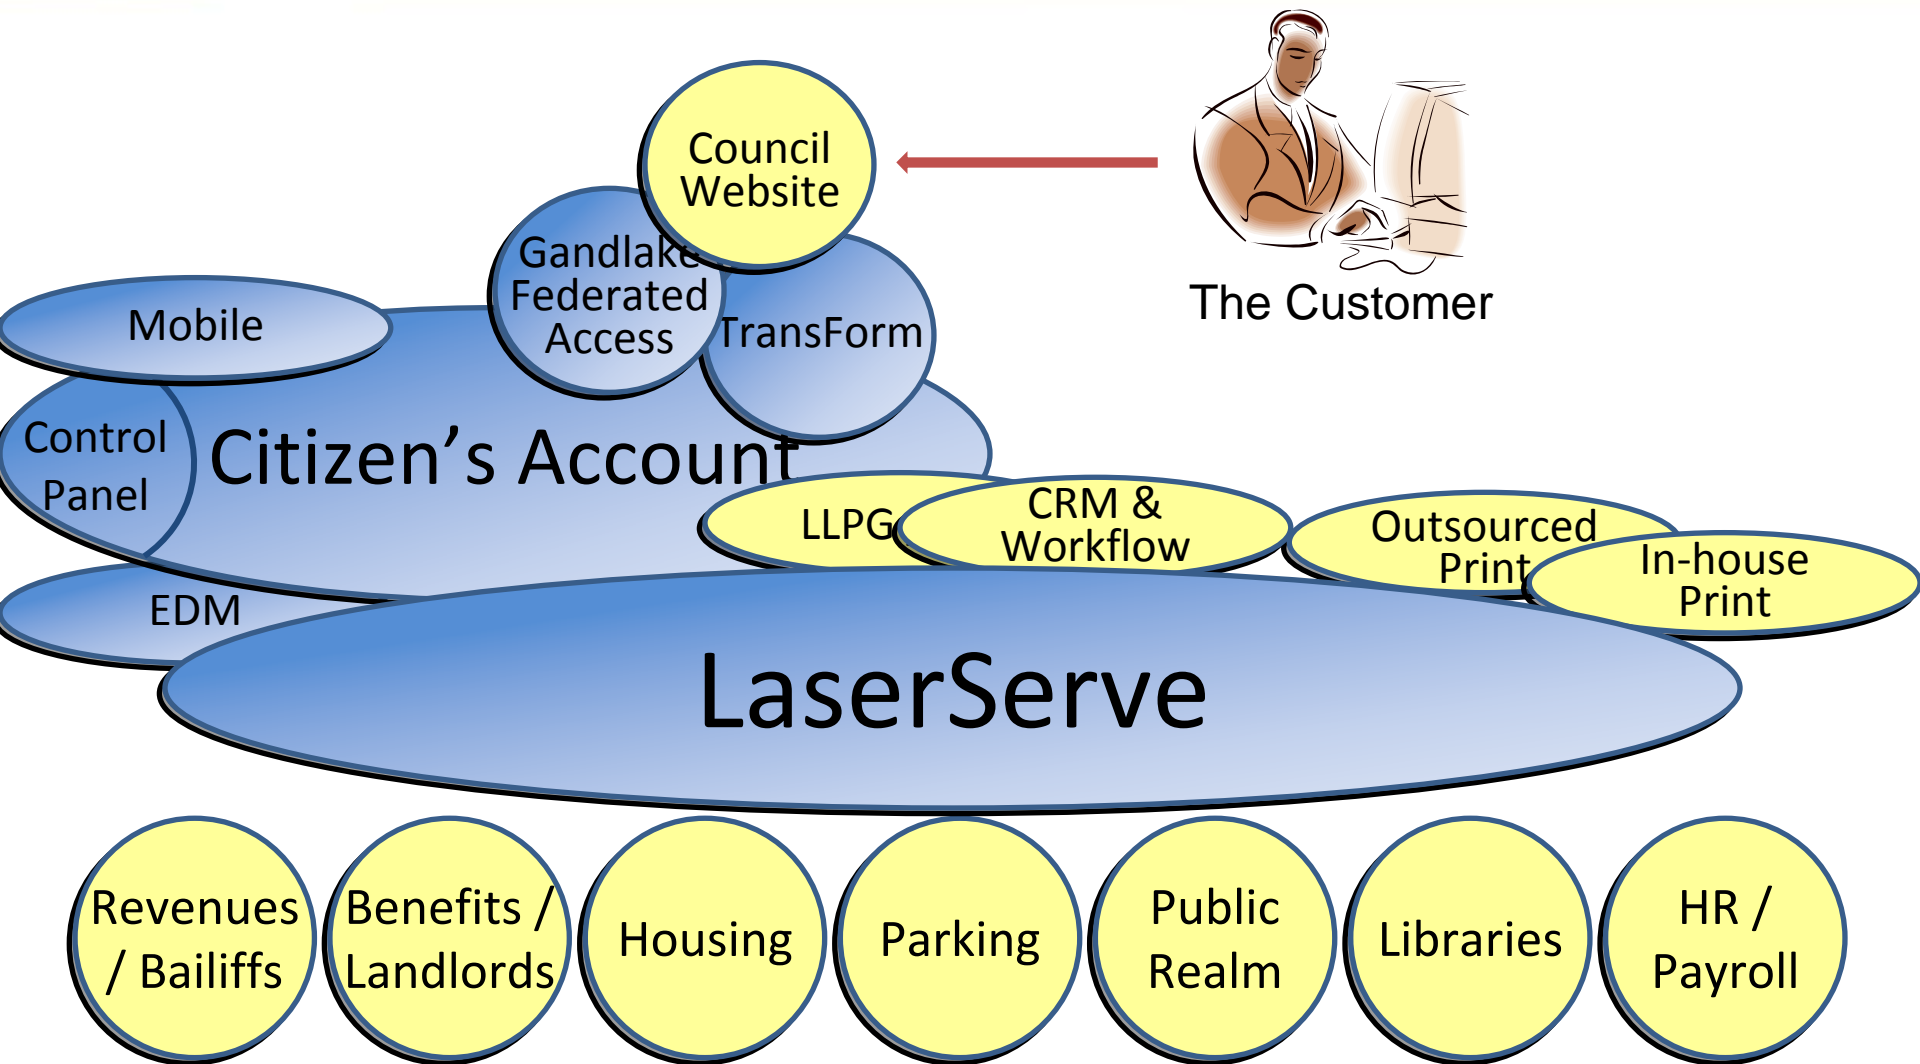 Council
Website
Gandlake
Federated
Access
TransForm
The Customer
Mobile
Control
Panel
Citizen’s Account
LLPG
CRM &
Workflow
Outsourced
Print
In-house
Print
EDM
LaserServe
Revenues
/ Bailiffs
Benefits /
Landlords
Housing
Parking
Public
Realm
Libraries
HR /
Payroll